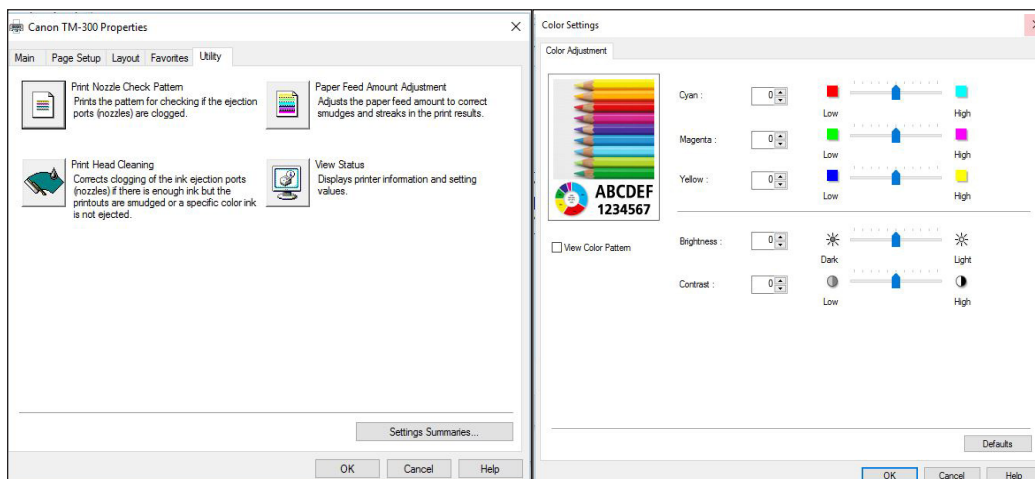 Canon TM-300 Properties
Main Page Setup Layout Favorites Utility
Print Nozzle Check Pattern
Prints the pattern for checking if the ejection
ports (nozzles) are clogged.
Paper Feed Amount Adjustment
Adjusts the paper feed amount to correct
smudges and streaks in the print results.
Print Head Cleaning
Corrects clogging of the ink ejection ports
(nozzles) if there is enough ink but the
printouts are smudged or a specific color ink
is not ejected.
View Status
Displays printer information and setting
values.
Settings Summaries...
OK Cancel Help
Color Settings
Color Adjustment
ABCDEF
1234567
View Color Pattern
Cyan : 0
Low High
Magenta : 0
Low High
Yellow : 0
Low High
Brightness : 0
Dark Light
Contrast : 0
Low High
Defaults
OK Cancel Help